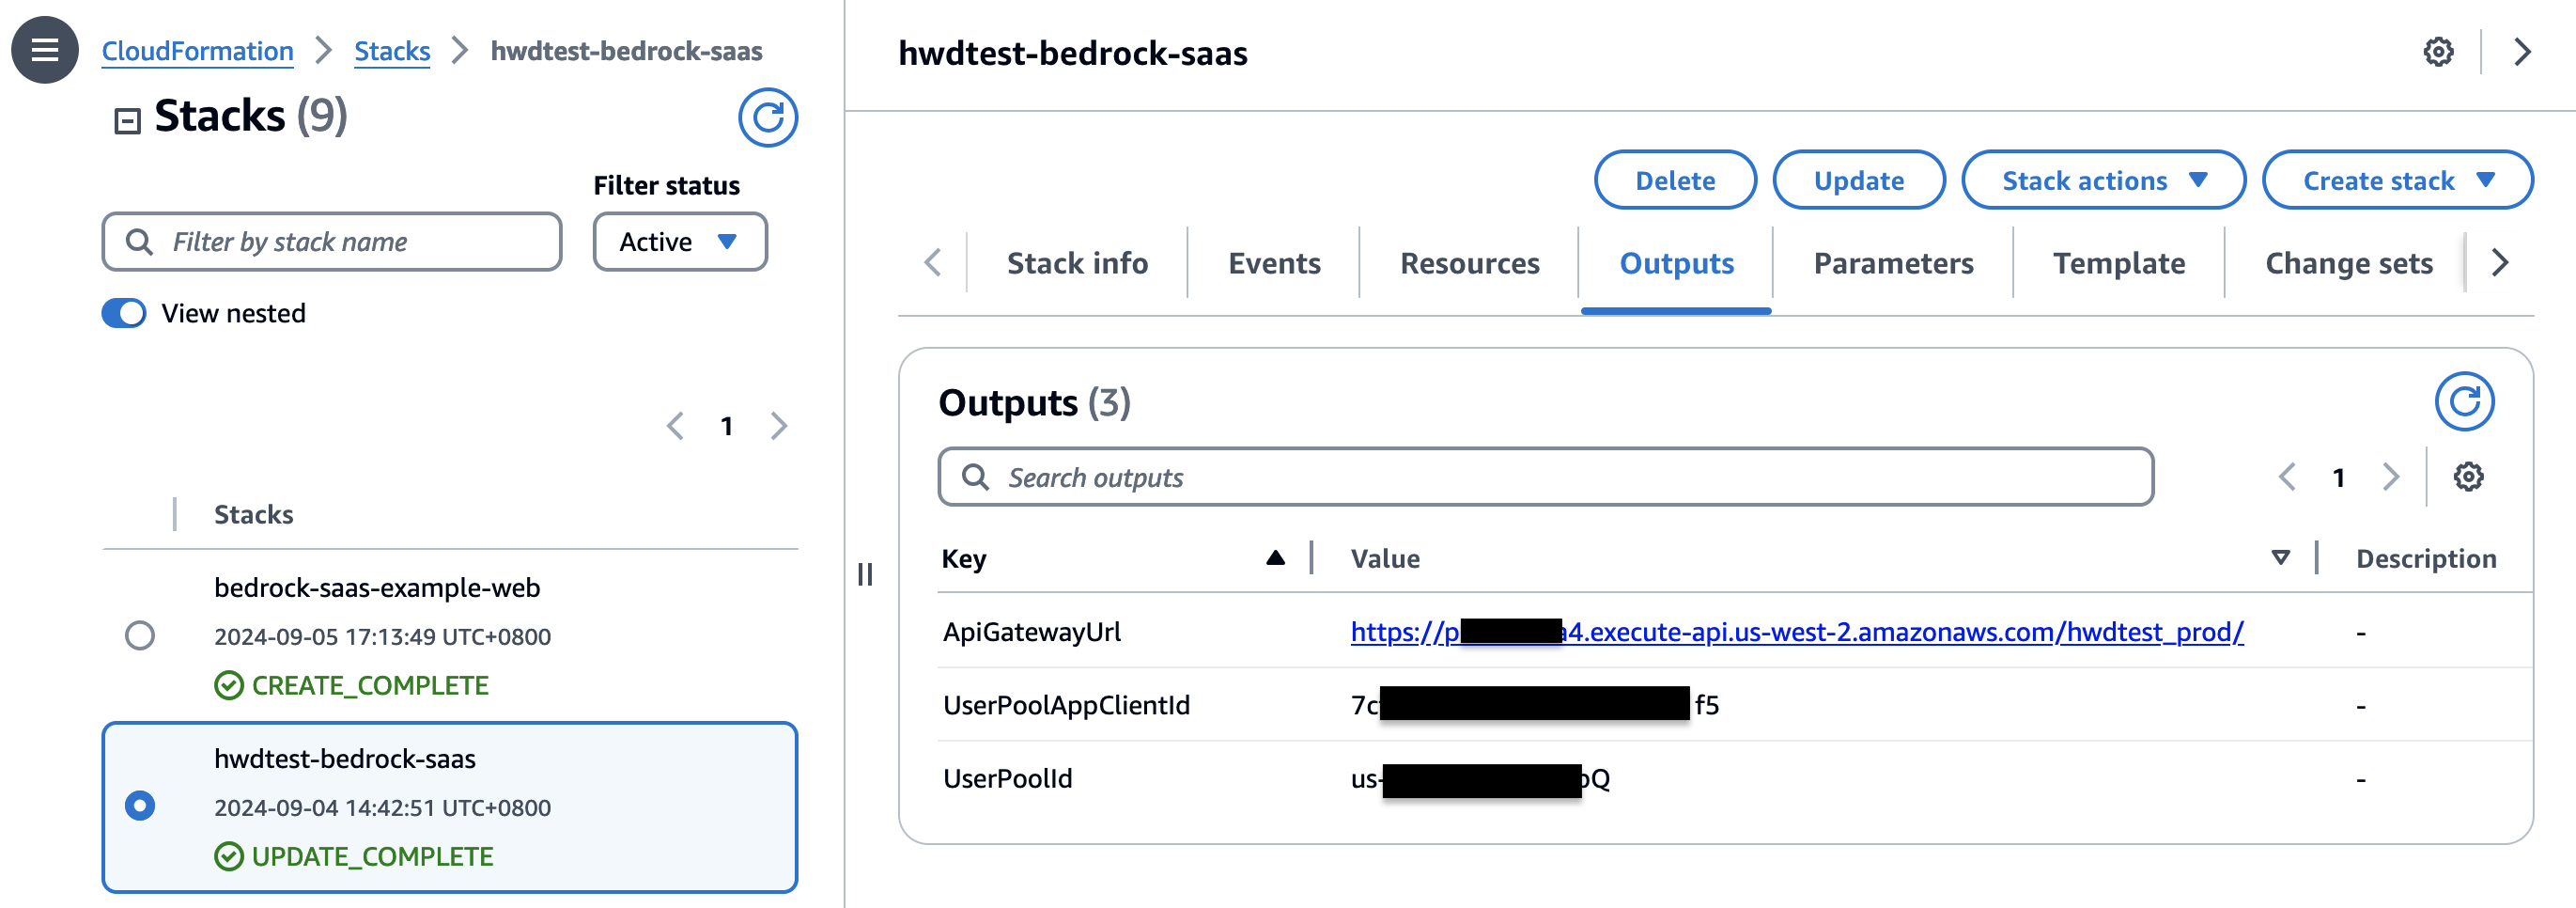 CloudFormation > Stacks > hwdtest-bedrock-saas
Stacks (9)
Filter status
Filter by stack name
Active
View nested
1
Stacks
bedrock-saas-example-web
2024-09-05 17:13:49 UTC+0800
CREATE_COMPLETE
hwdtest-bedrock-saas
2024-09-04 14:42:51 UTC+0800
UPDATE_COMPLETE
hwdtest-bedrock-saas
Delete Update Stack actions Create stack
Stack info Events Resources Outputs Parameters Template Change sets
Outputs (3)
Search outputs
1
Key Value Description
ApiGatewayUrl https://p a4.execute-api.us-west-2.amazonaws.com/hwdtest_prod/ -
UserPoolAppClientId 7c f5 -
UserPoolId us- Q -